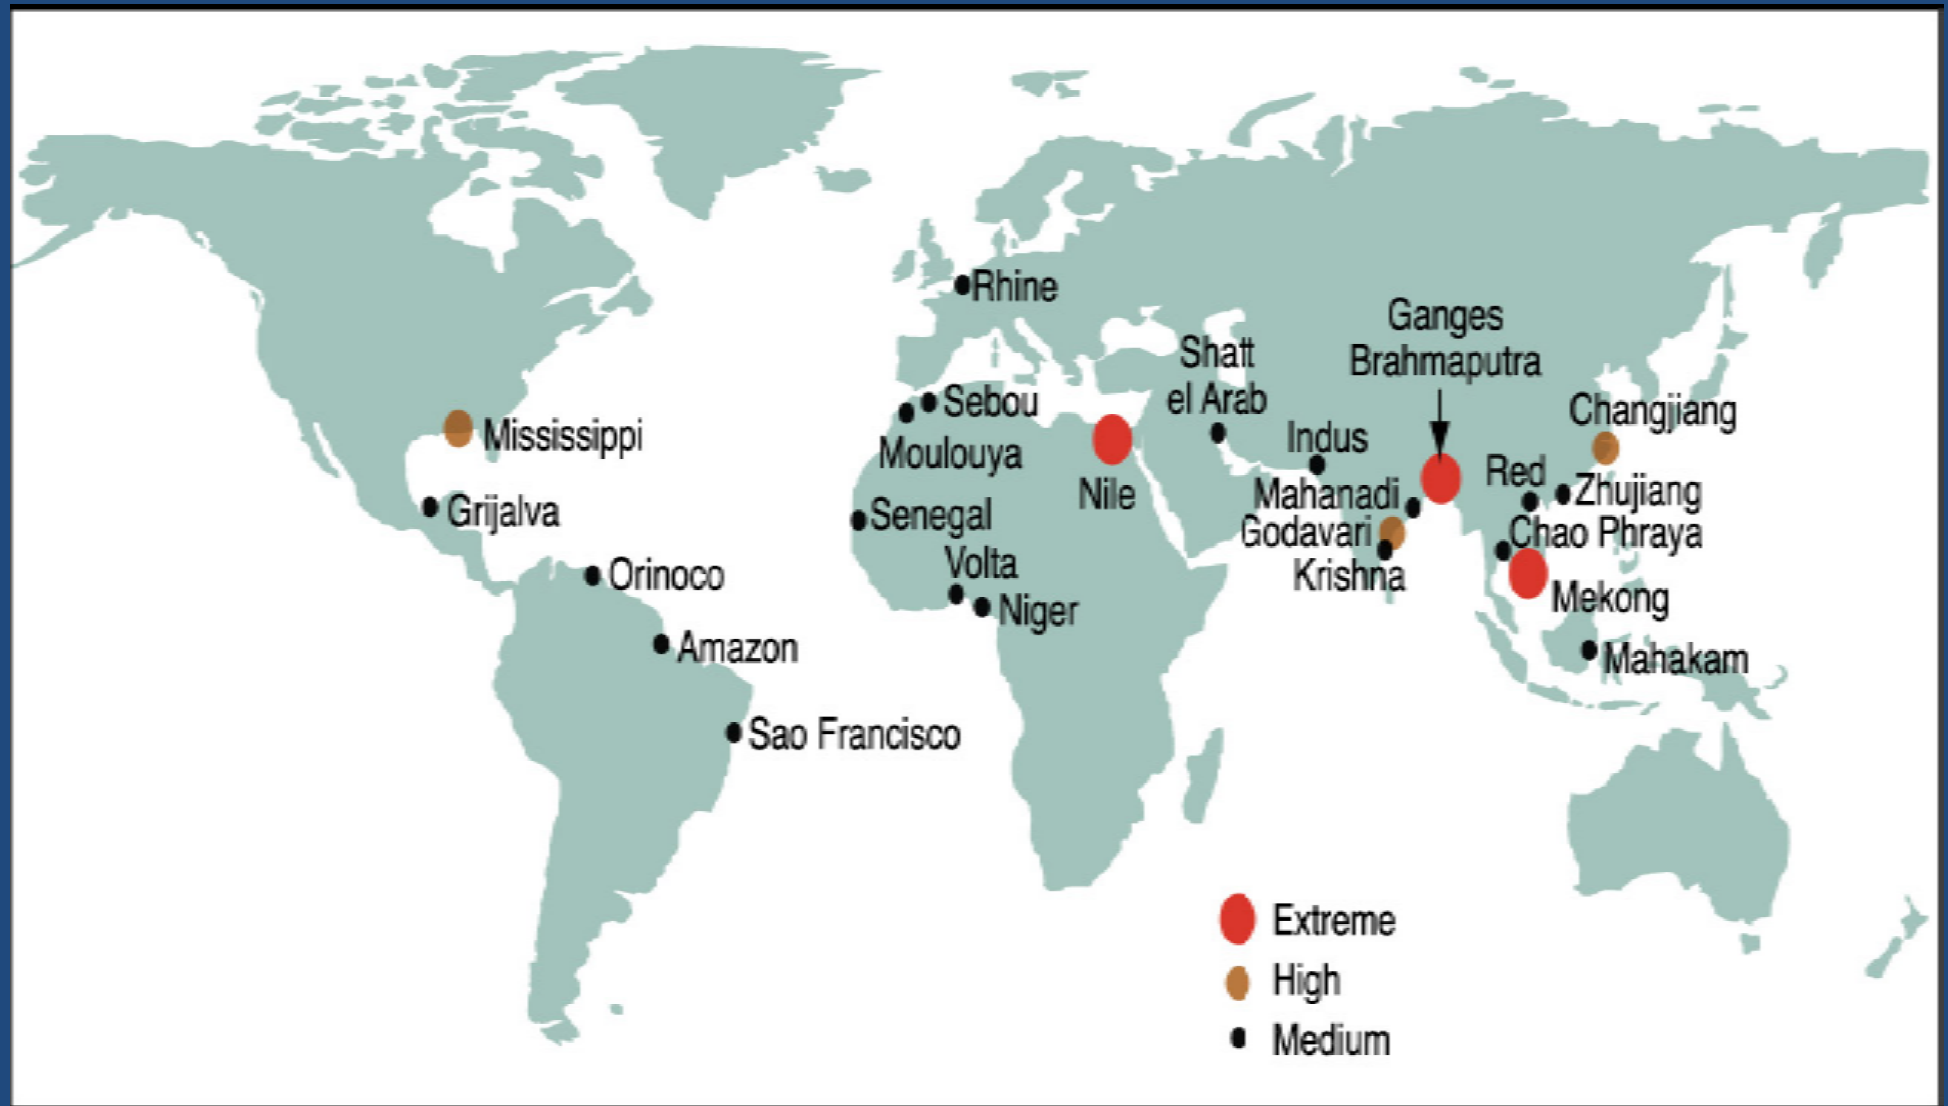 Rhine
Ganges
Brahmaputra
Shatt
el Arab
Sebou
Moulouya
Changjiang
Mississippi
Indus
Nile
Red
Zhujiang
Mahanadi
Grijalva
Senegal
Godavari
Chao Phraya
Volta
Krishna
Orinoco
Niger
Mekong
Amazon
Mahakam
Sao Francisco
Extreme
High
Medium